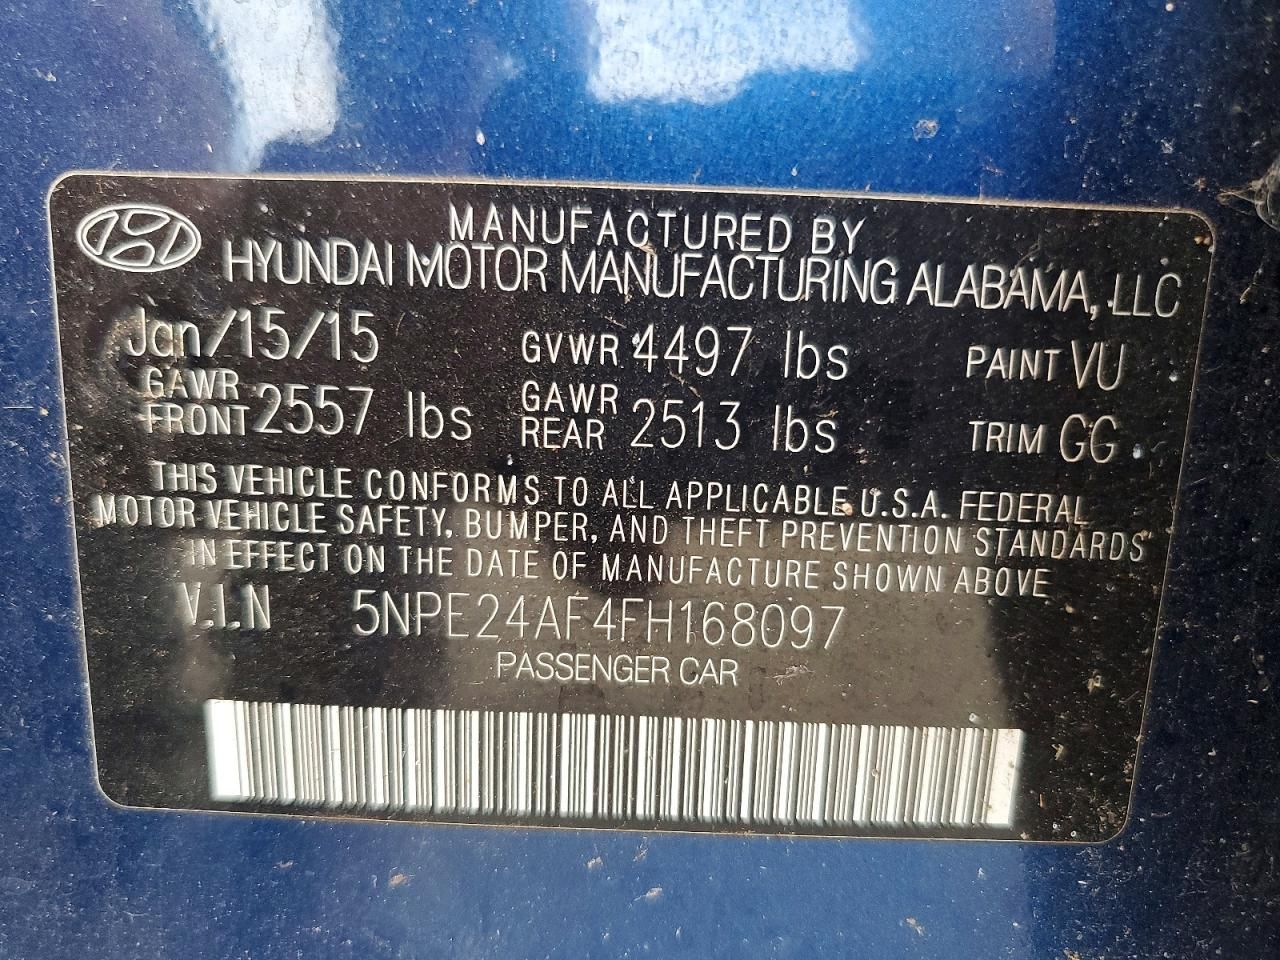 MANUFACTURED BY
HYUNDAI MOTOR MANUFACTURING ALABAMA, LLC
Jan/15/15 GVWR 4497 lbs PAINT VU
GAWR FRONT 2557 lbs GAWR REAR 2513 lbs TRIM GG
THIS VEHICLE CONFORMS TO ALL APPLICABLE U.S.A. FEDERAL
MOTOR VEHICLE SAFETY, BUMPER, AND THEFT PREVENTION STANDARDS
IN EFFECT ON THE DATE OF MANUFACTURE SHOWN ABOVE
V.I.N 5NPE24AF4FH168097
PASSENGER CAR